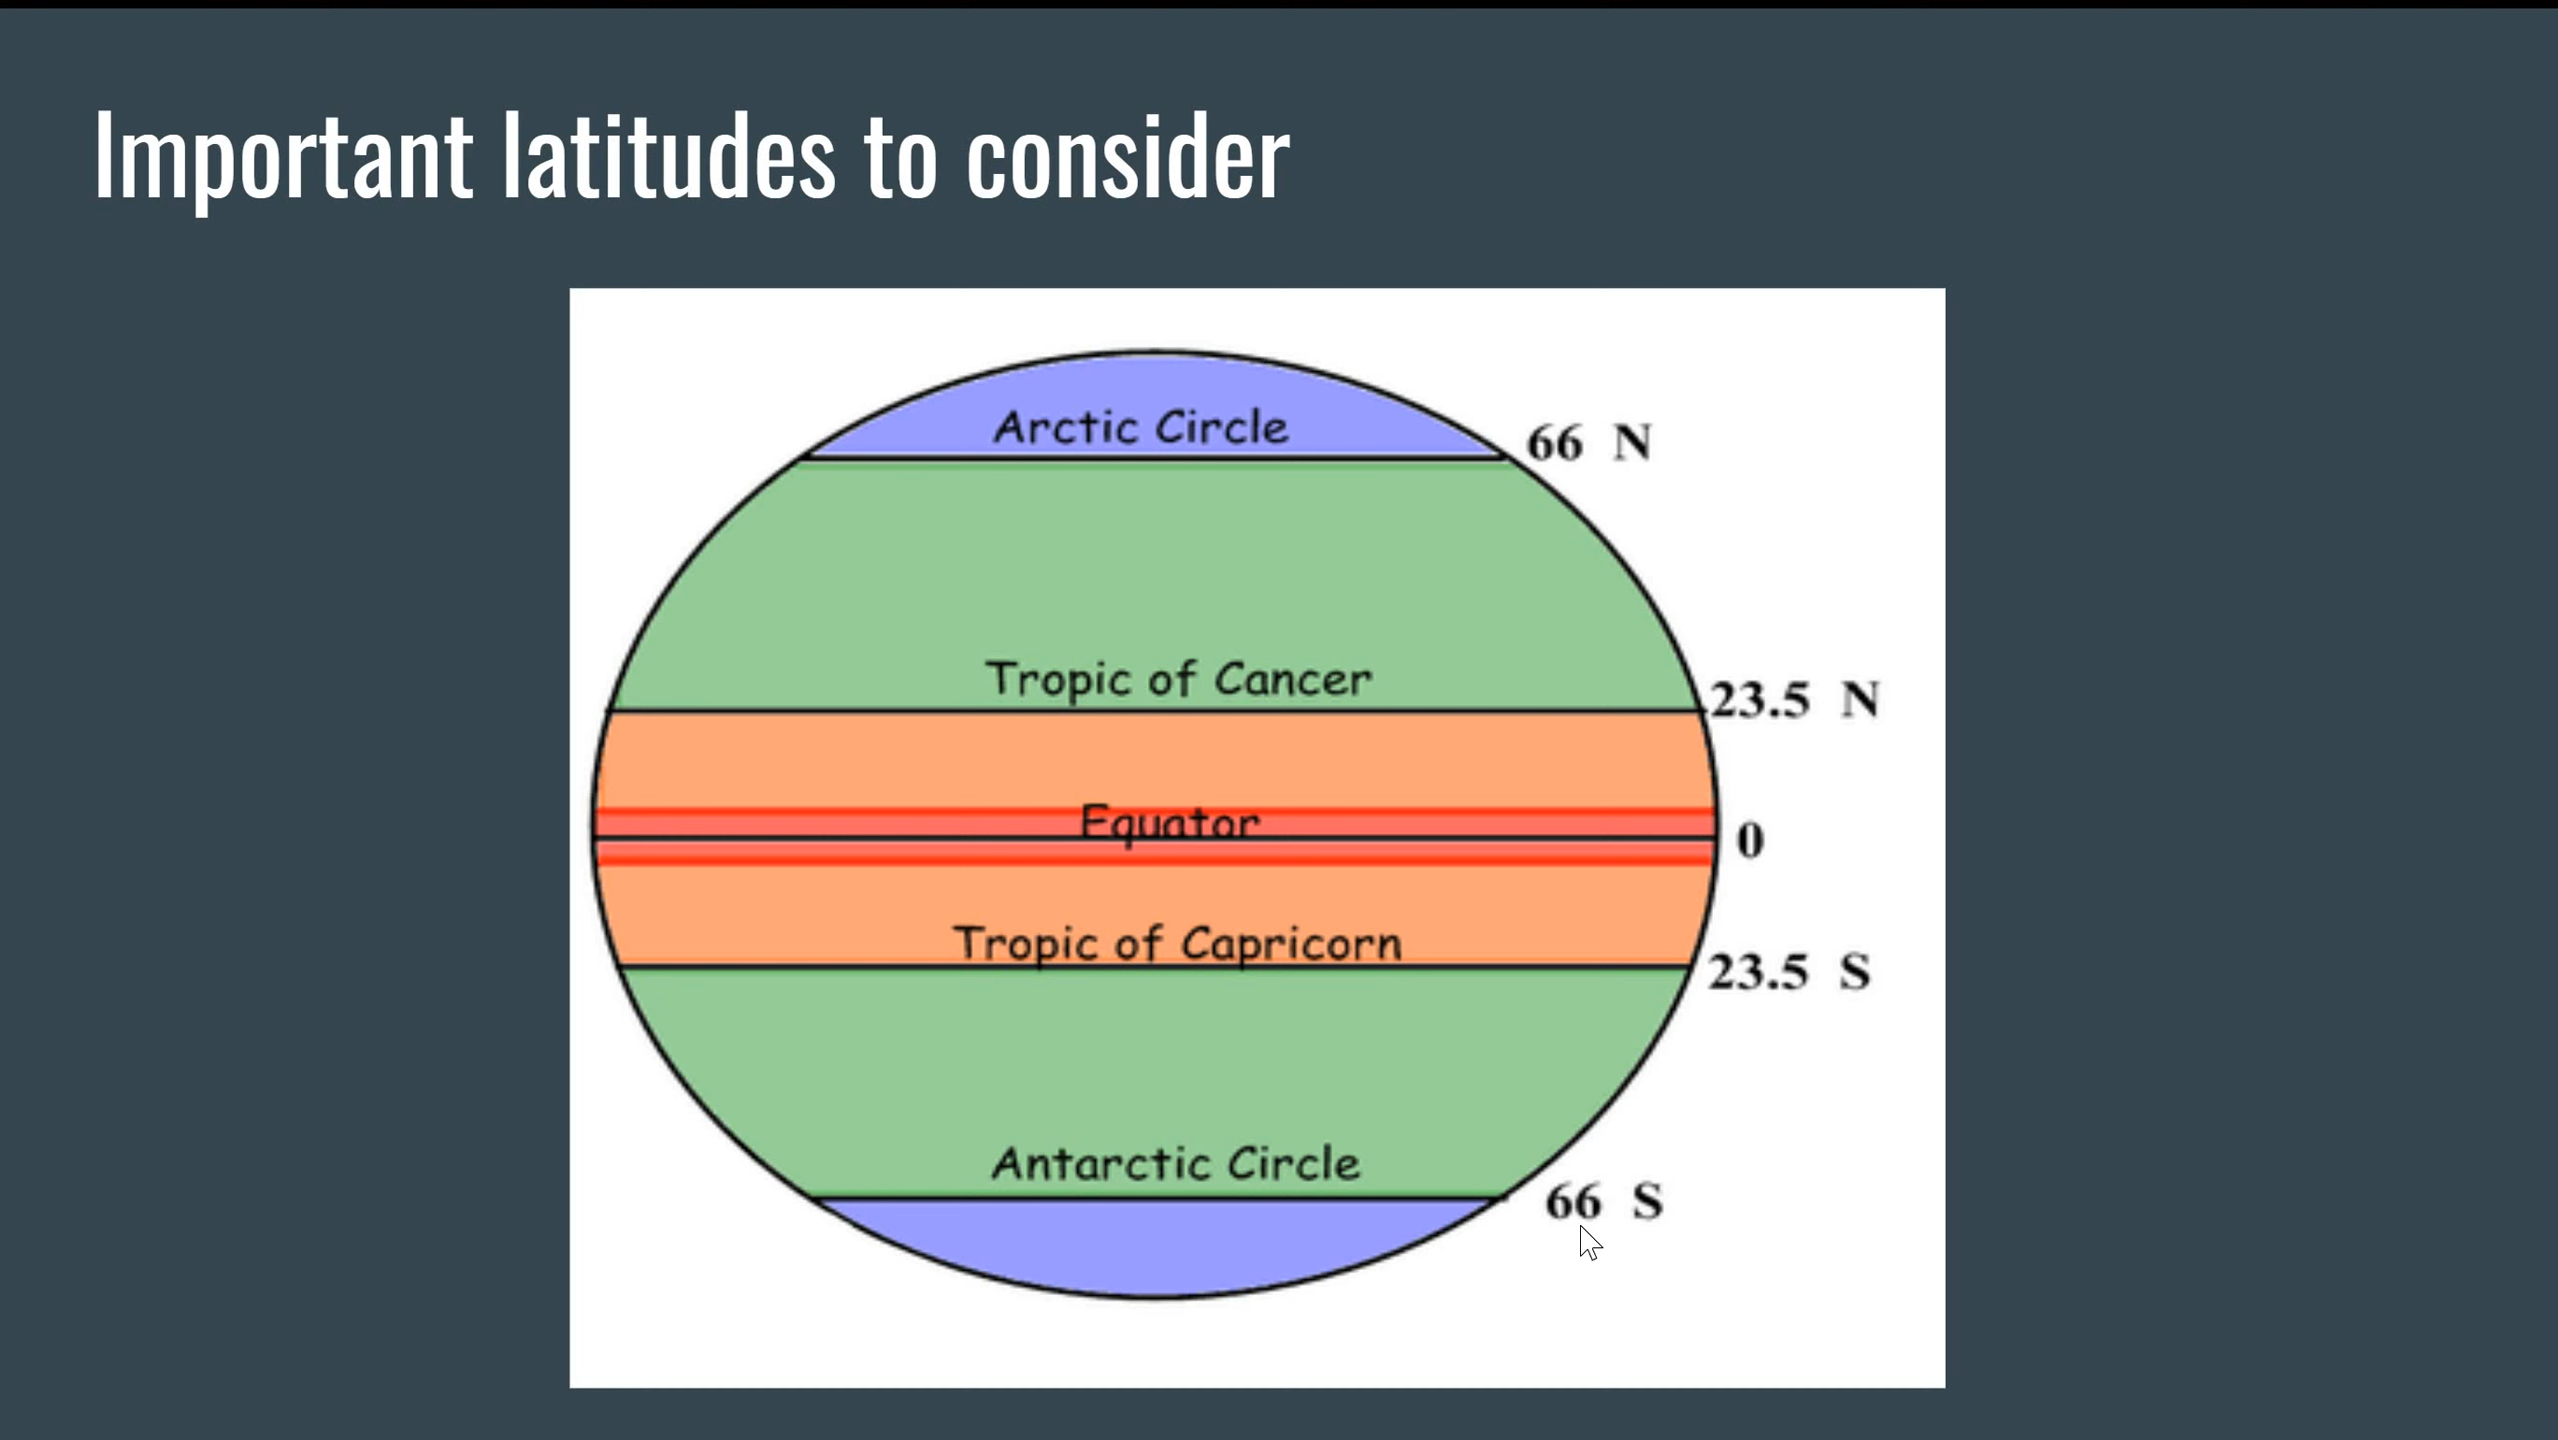 Important latitudes to consider
Arctic Circle
66 N
Tropic of Cancer
23.5 N
Equator
0
Tropic of Capricorn
23.5 S
Antarctic Circle
66 S